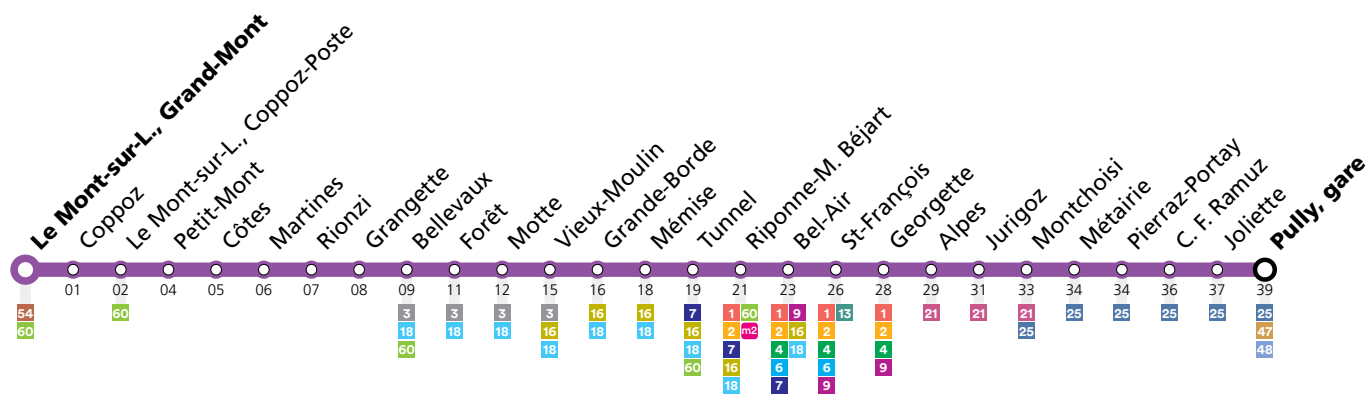 Le Mont-sur-L., Grand-Mont
Coppoz
Le Mont-sur-L., Coppoz-Poste
Petit-Mont
Côtes
Martines
Rionzi
Grangette
Bellevaux
Forêt
Motte
Vieux-Moulin
Grande-Borde
Mémise
Tunnel
Riponne-M. Béjart
Bel-Air
St-François
Georgette
Alpes
Jurigoz
Montchoisi
Métairie
Pierraz-Portay
C. F. Ramuz
Joliette
Pully, gare
01 02 04 05 06 07 08 09 11 12 15 16 18 19 21 23 26 28 29 31 33 34 34 36 37 39
54 60 3 3 3 3 16 16 7 1 60 1 9 1 13 1 21 21 21 25 25 25 25 25
60 18 18 18 16 18 18 16 2 m2 2 16 2 2 25 47
60 18 18 7 4 18 4 4 48
60 16 6 6 9
18 7 9